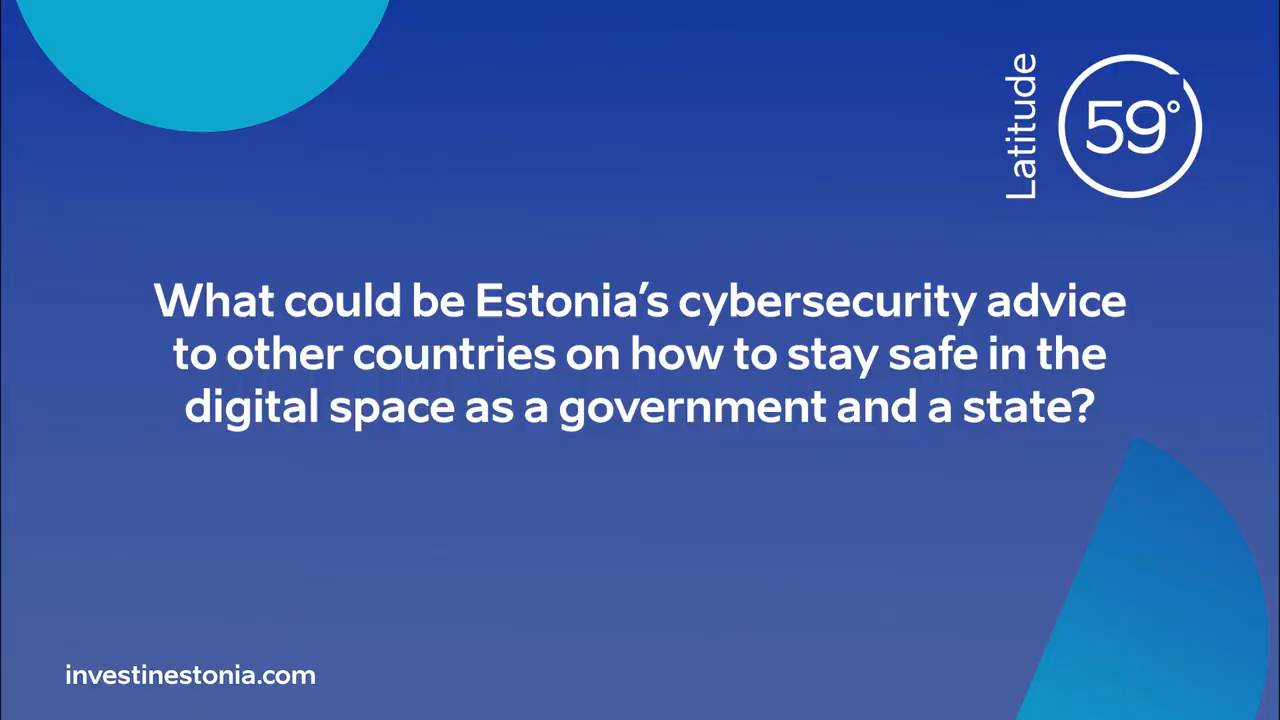 Latitude
59°
What could be Estonia’s cybersecurity advice
to other countries on how to stay safe in the
digital space as a government and a state?
investinestonia.com